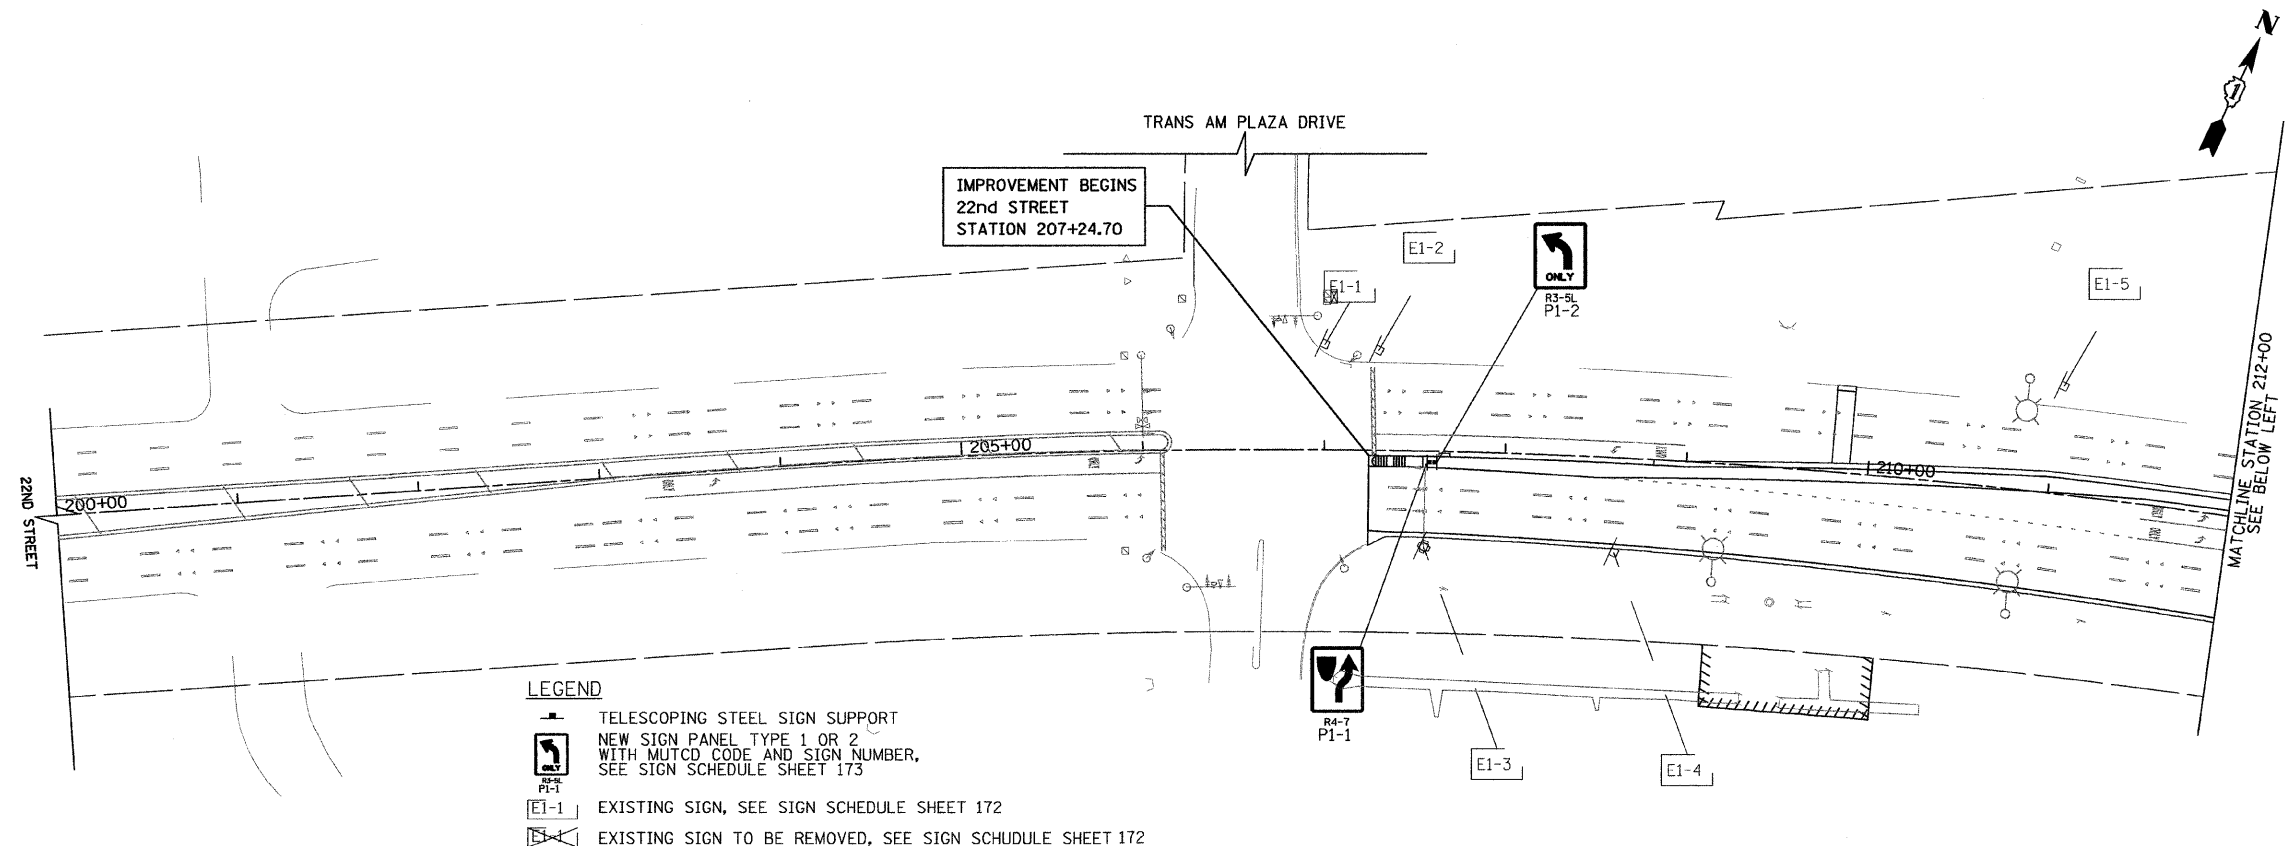 N
1
TRANS AM PLAZA DRIVE
IMPROVEMENT BEGINS
22nd STREET
STATION 207+24.70
E1-2
ONLY
R3-5L
P1-2
E1-1
E1-5
205+00
210+00
200+00
22ND STREET
MATCHLINE STATION 212+00
SEE BELOW LEFT
R4-7
P1-1
E1-3
E1-4
LEGEND
TELESCOPING STEEL SIGN SUPPORT
NEW SIGN PANEL TYPE 1 OR 2
WITH MUTCD CODE AND SIGN NUMBER,
SEE SIGN SCHEDULE SHEET 173
ONLY
R3-5L
P1-1
E1-1 EXISTING SIGN, SEE SIGN SCHEDULE SHEET 172
E1-1 EXISTING SIGN TO BE REMOVED, SEE SIGN SCHUDULE SHEET 172